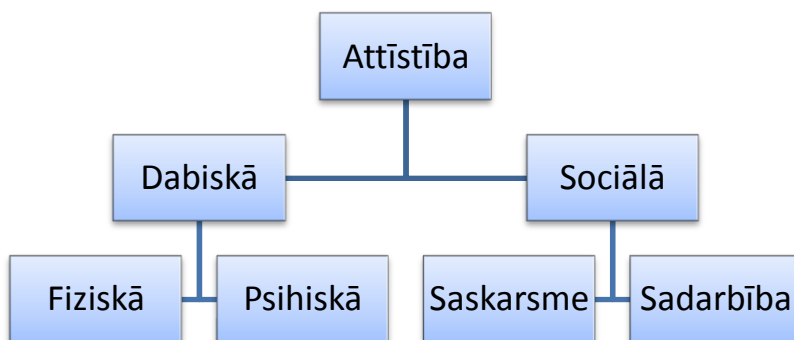 Attīstība
Dabiskā
Sociālā
Fiziskā
Psihiskā
Saskarsme
Sadarbība